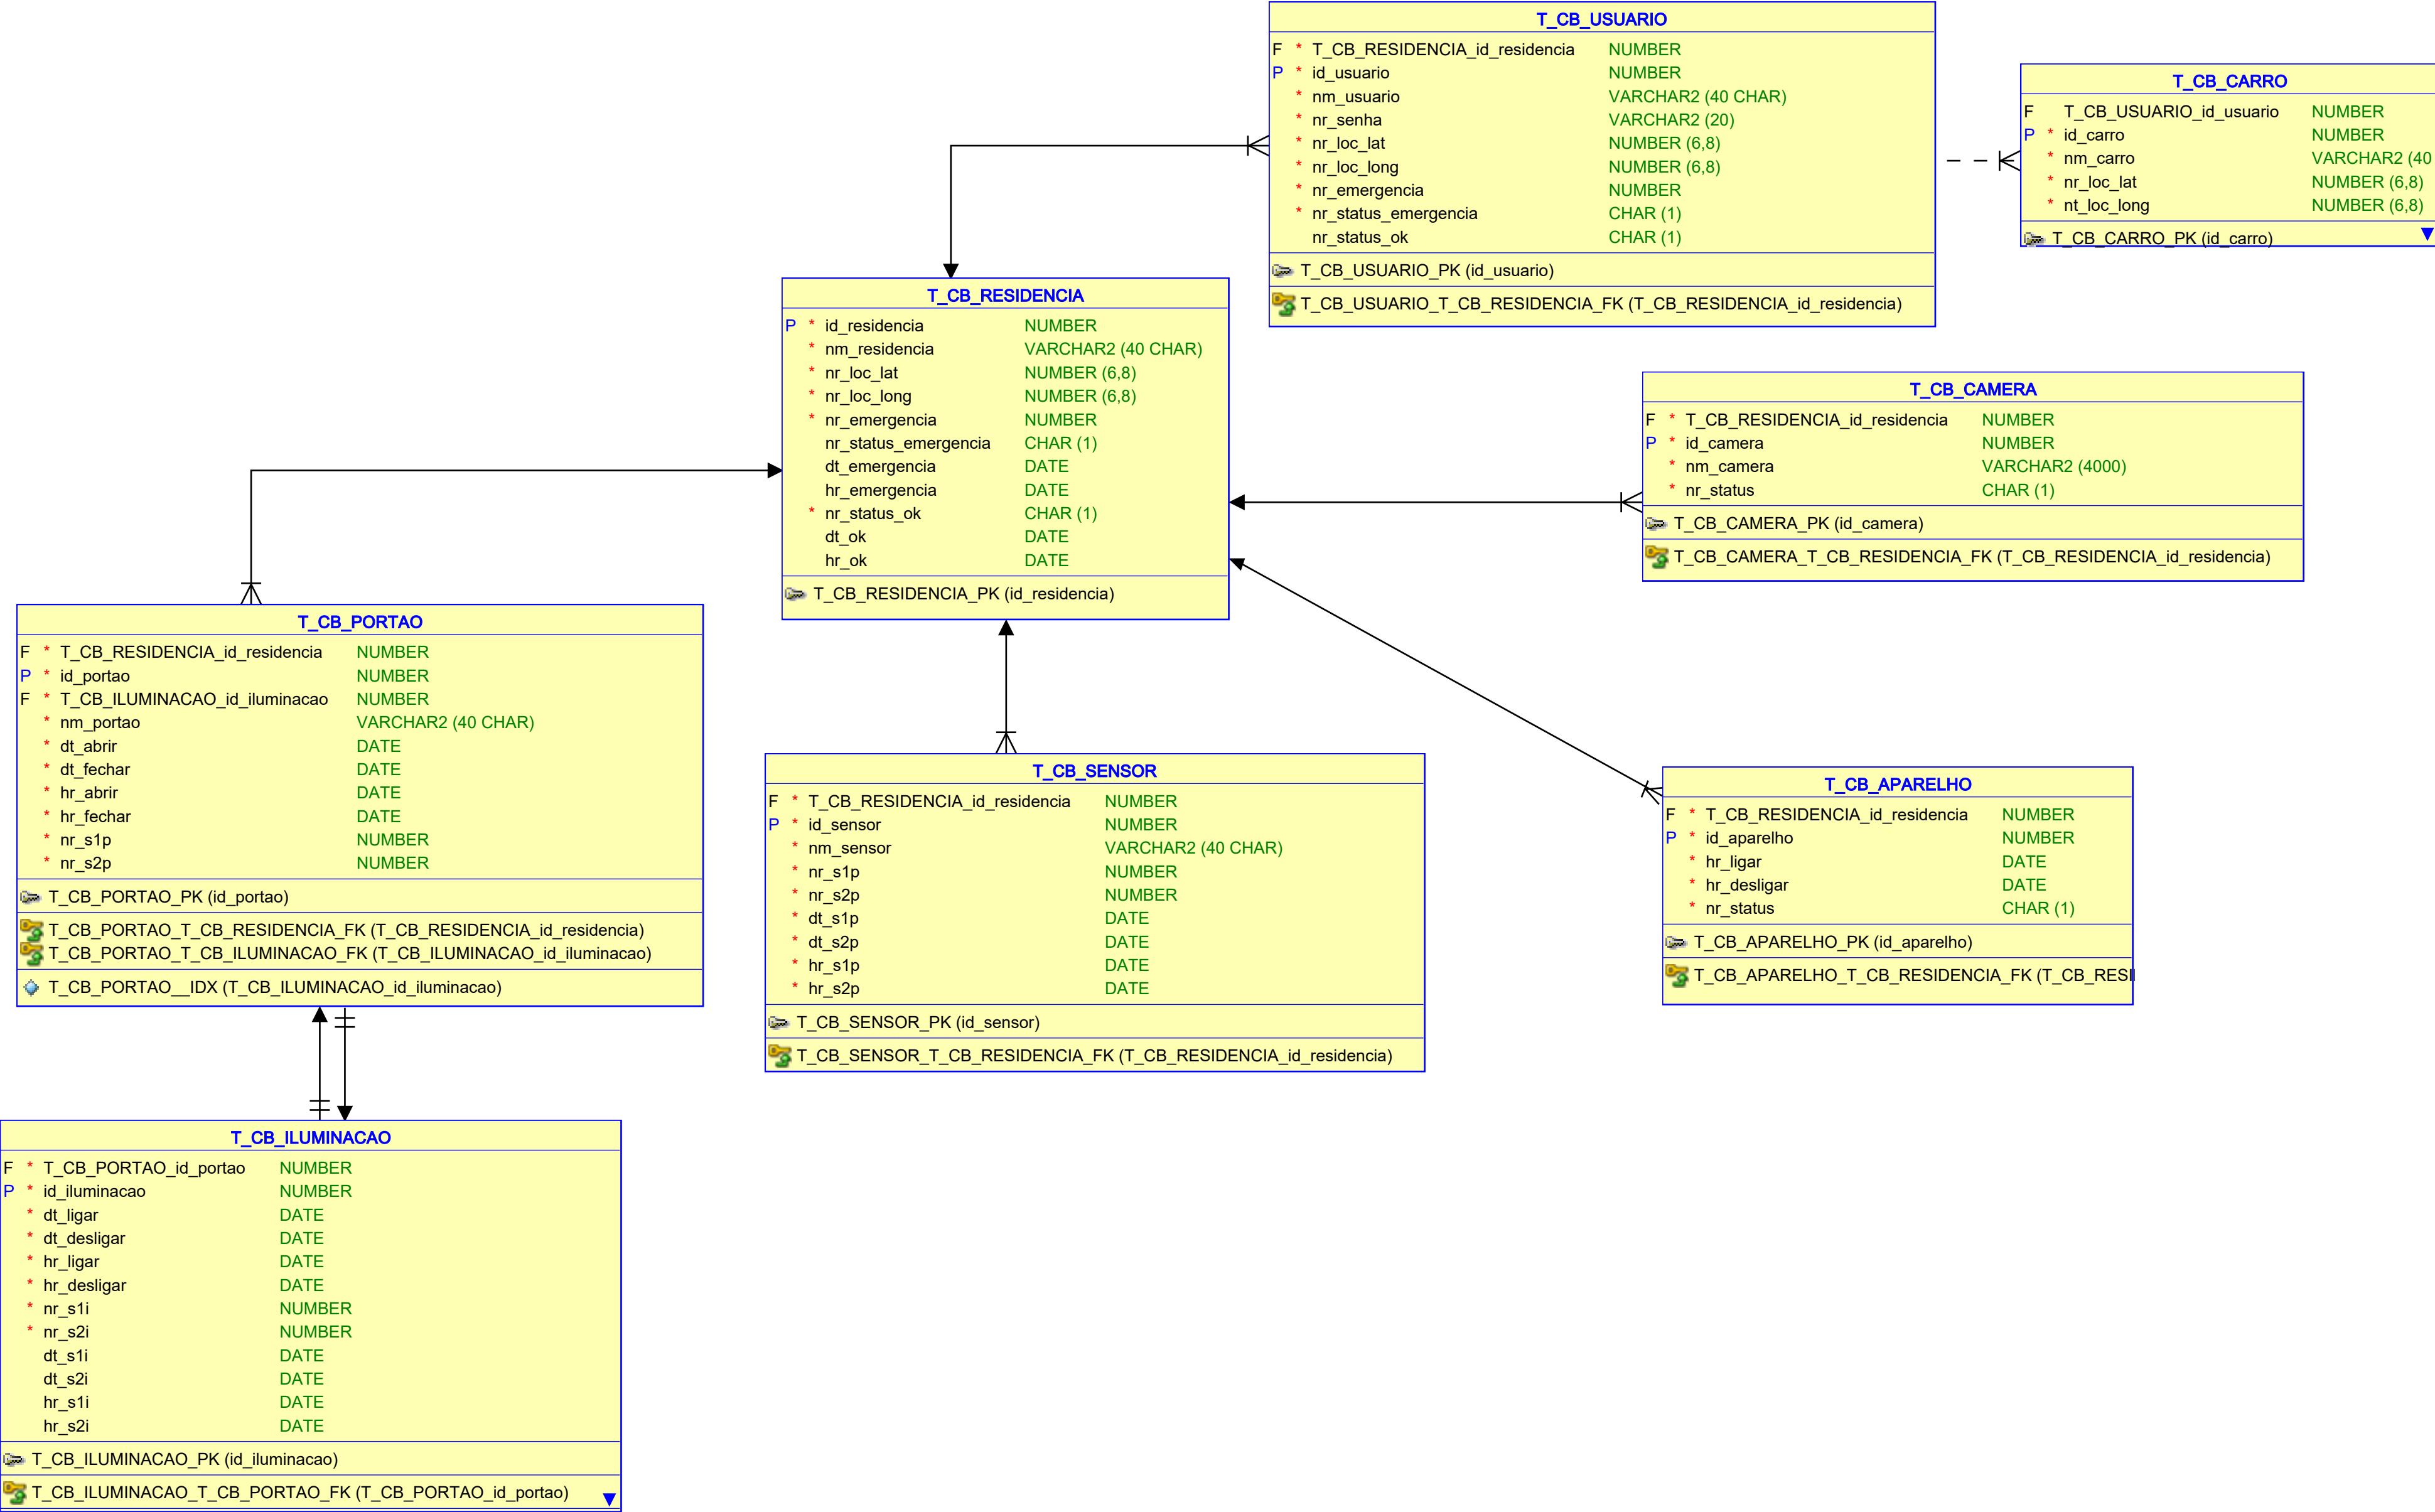 T_CB_USUARIO
F * T_CB_RESIDENCIA_id_residencia NUMBER
P * id_usuario NUMBER
* nm_usuario VARCHAR2 (40 CHAR)
* nr_senha VARCHAR2 (20)
* nr_loc_lat NUMBER (6,8)
* nr_loc_long NUMBER (6,8)
* nr_emergencia NUMBER
* nr_status_emergencia CHAR (1)
nr_status_ok CHAR (1)
T_CB_USUARIO_PK (id_usuario)
T_CB_USUARIO_T_CB_RESIDENCIA_FK (T_CB_RESIDENCIA_id_residencia)
T_CB_CARRO
F T_CB_USUARIO_id_usuario NUMBER
P * id_carro NUMBER
* nm_carro VARCHAR2 (40
* nr_loc_lat NUMBER (6,8)
* nt_loc_long NUMBER (6,8)
T_CB_CARRO_PK (id_carro)
T_CB_RESIDENCIA
P * id_residencia NUMBER
* nm_residencia VARCHAR2 (40 CHAR)
* nr_loc_lat NUMBER (6,8)
* nr_loc_long NUMBER (6,8)
* nr_emergencia NUMBER
nr_status_emergencia CHAR (1)
dt_emergencia DATE
hr_emergencia DATE
* nr_status_ok CHAR (1)
dt_ok DATE
hr_ok DATE
T_CB_RESIDENCIA_PK (id_residencia)
T_CB_CAMERA
F * T_CB_RESIDENCIA_id_residencia NUMBER
P * id_camera NUMBER
* nm_camera VARCHAR2 (4000)
* nr_status CHAR (1)
T_CB_CAMERA_PK (id_camera)
T_CB_CAMERA_T_CB_RESIDENCIA_FK (T_CB_RESIDENCIA_id_residencia)
T_CB_PORTAO
F * T_CB_RESIDENCIA_id_residencia NUMBER
P * id_portao NUMBER
F * T_CB_ILUMINACAO_id_iluminacao NUMBER
* nm_portao VARCHAR2 (40 CHAR)
* dt_abrir DATE
* dt_fechar DATE
* hr_abrir DATE
* hr_fechar DATE
* nr_s1p NUMBER
* nr_s2p NUMBER
T_CB_PORTAO_PK (id_portao)
T_CB_PORTAO_T_CB_RESIDENCIA_FK (T_CB_RESIDENCIA_id_residencia)
T_CB_PORTAO_T_CB_ILUMINACAO_FK (T_CB_ILUMINACAO_id_iluminacao)
T_CB_PORTAO__IDX (T_CB_ILUMINACAO_id_iluminacao)
T_CB_SENSOR
F * T_CB_RESIDENCIA_id_residencia NUMBER
P * id_sensor NUMBER
* nm_sensor VARCHAR2 (40 CHAR)
* nr_s1p NUMBER
* nr_s2p NUMBER
* dt_s1p DATE
* dt_s2p DATE
* hr_s1p DATE
* hr_s2p DATE
T_CB_SENSOR_PK (id_sensor)
T_CB_SENSOR_T_CB_RESIDENCIA_FK (T_CB_RESIDENCIA_id_residencia)
T_CB_APARELHO
F * T_CB_RESIDENCIA_id_residencia NUMBER
P * id_aparelho NUMBER
* hr_ligar DATE
* hr_desligar DATE
* nr_status CHAR (1)
T_CB_APARELHO_PK (id_aparelho)
T_CB_APARELHO_T_CB_RESIDENCIA_FK (T_CB_RESI
T_CB_ILUMINACAO
F * T_CB_PORTAO_id_portao NUMBER
P * id_iluminacao NUMBER
* dt_ligar DATE
* dt_desligar DATE
* hr_ligar DATE
* hr_desligar DATE
* nr_s1i NUMBER
* nr_s2i NUMBER
dt_s1i DATE
dt_s2i DATE
hr_s1i DATE
hr_s2i DATE
T_CB_ILUMINACAO_PK (id_iluminacao)
T_CB_ILUMINACAO_T_CB_PORTAO_FK (T_CB_PORTAO_id_portao)